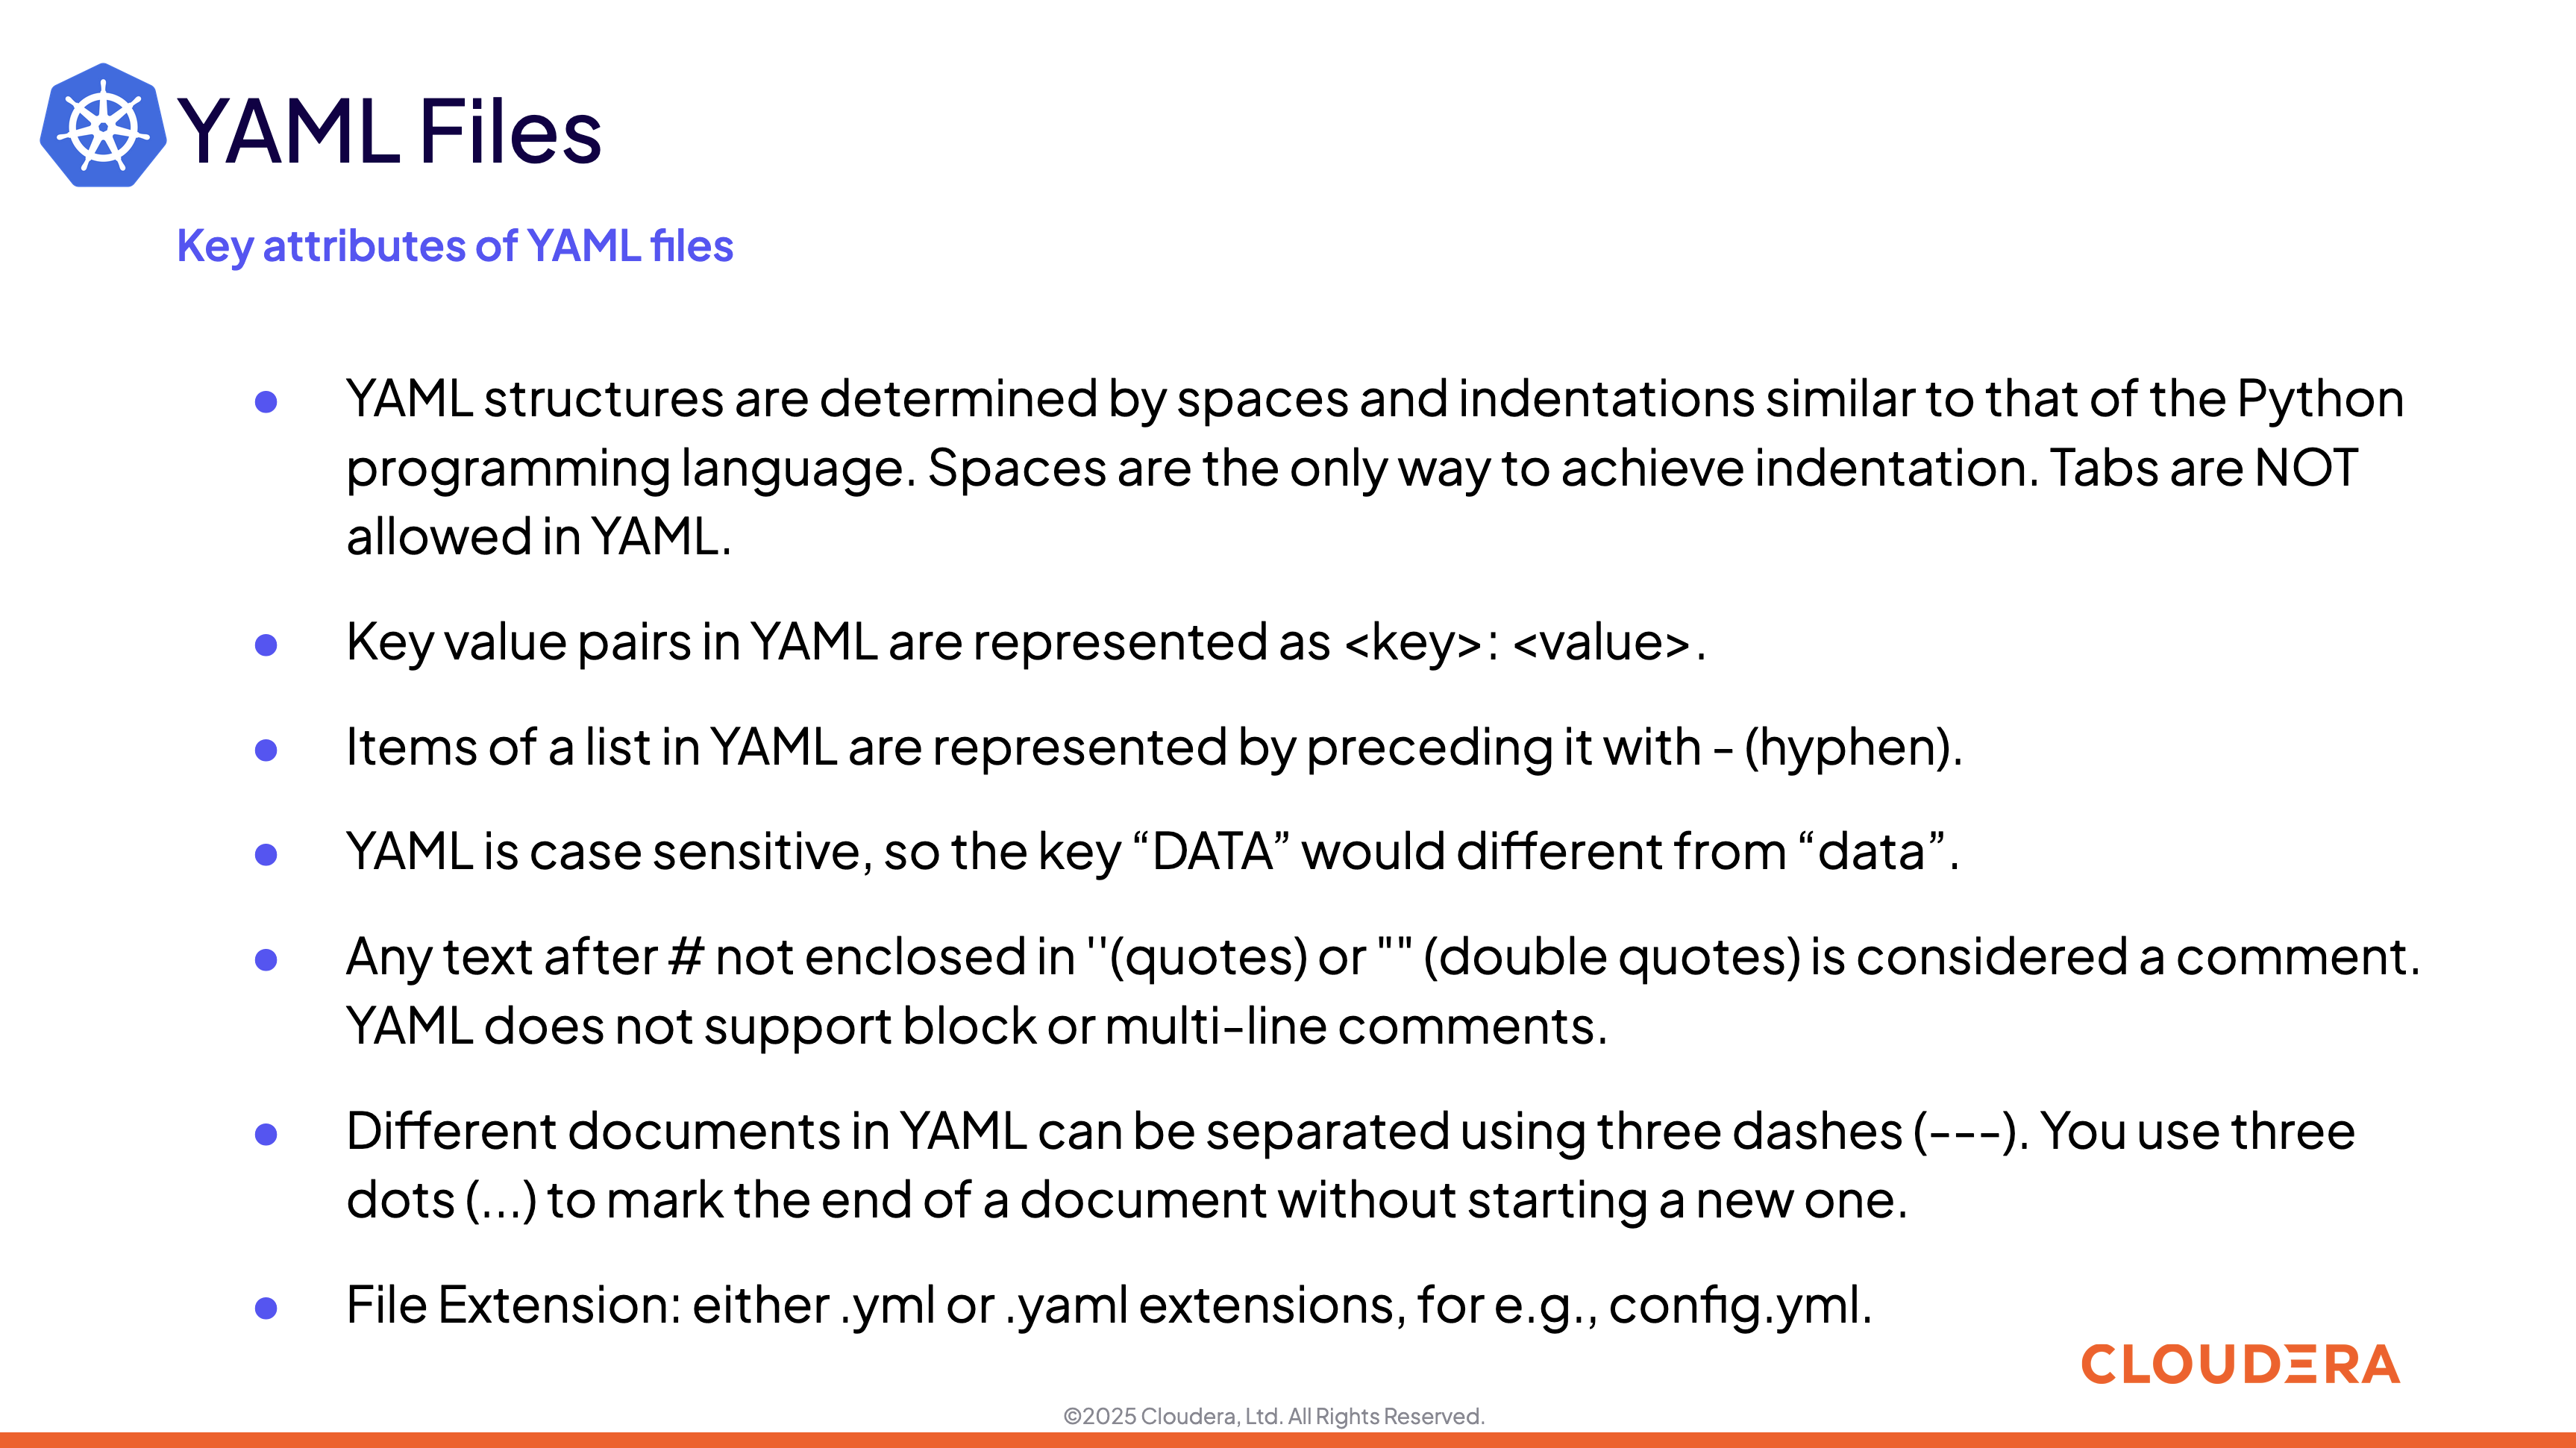 YAML Files
Key attributes of YAML files
● YAML structures are determined by spaces and indentations similar to that of the Python
programming language. Spaces are the only way to achieve indentation. Tabs are NOT
allowed in YAML.
● Key value pairs in YAML are represented as <key>: <value>.
● Items of a list in YAML are represented by preceding it with - (hyphen).
● YAML is case sensitive, so the key “DATA” would different from “data”.
● Any text after # not enclosed in ''(quotes) or "" (double quotes) is considered a comment.
YAML does not support block or multi-line comments.
● Different documents in YAML can be separated using three dashes (---). You use three
dots (...) to mark the end of a document without starting a new one.
● File Extension: either .yml or .yaml extensions, for e.g., config.yml.
CLOUDERA
©2025 Cloudera, Ltd. All Rights Reserved.